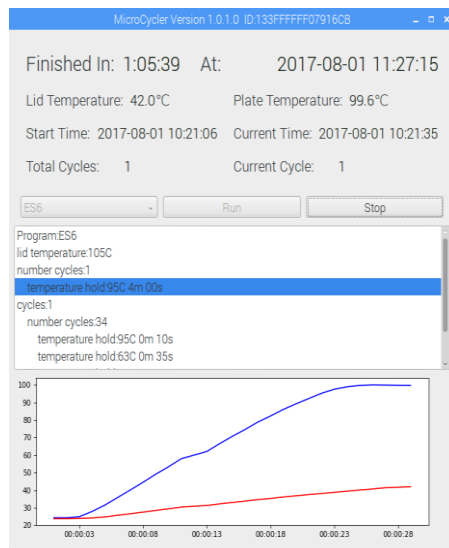 MicroCycler Version 1.0.1.0 ID:133FFFFFF07916CB
Finished In: 1:05:39 At: 2017-08-01 11:27:15
Lid Temperature: 42.0°C Plate Temperature: 99.6°C
Start Time: 2017-08-01 10:21:06 Current Time: 2017-08-01 10:21:35
Total Cycles: 1 Current Cycle: 1
ES6 Run Stop
Program:ES6
lid temperature:105C
number cycles:1
temperature hold:95C 4m 00s
cycles:1
number cycles:34
temperature hold:95C 0m 10s
temperature hold:63C 0m 35s
100
90
80
70
60
50
40
30
20
00:00:03 00:00:08 00:00:13 00:00:18 00:00:23 00:00:28